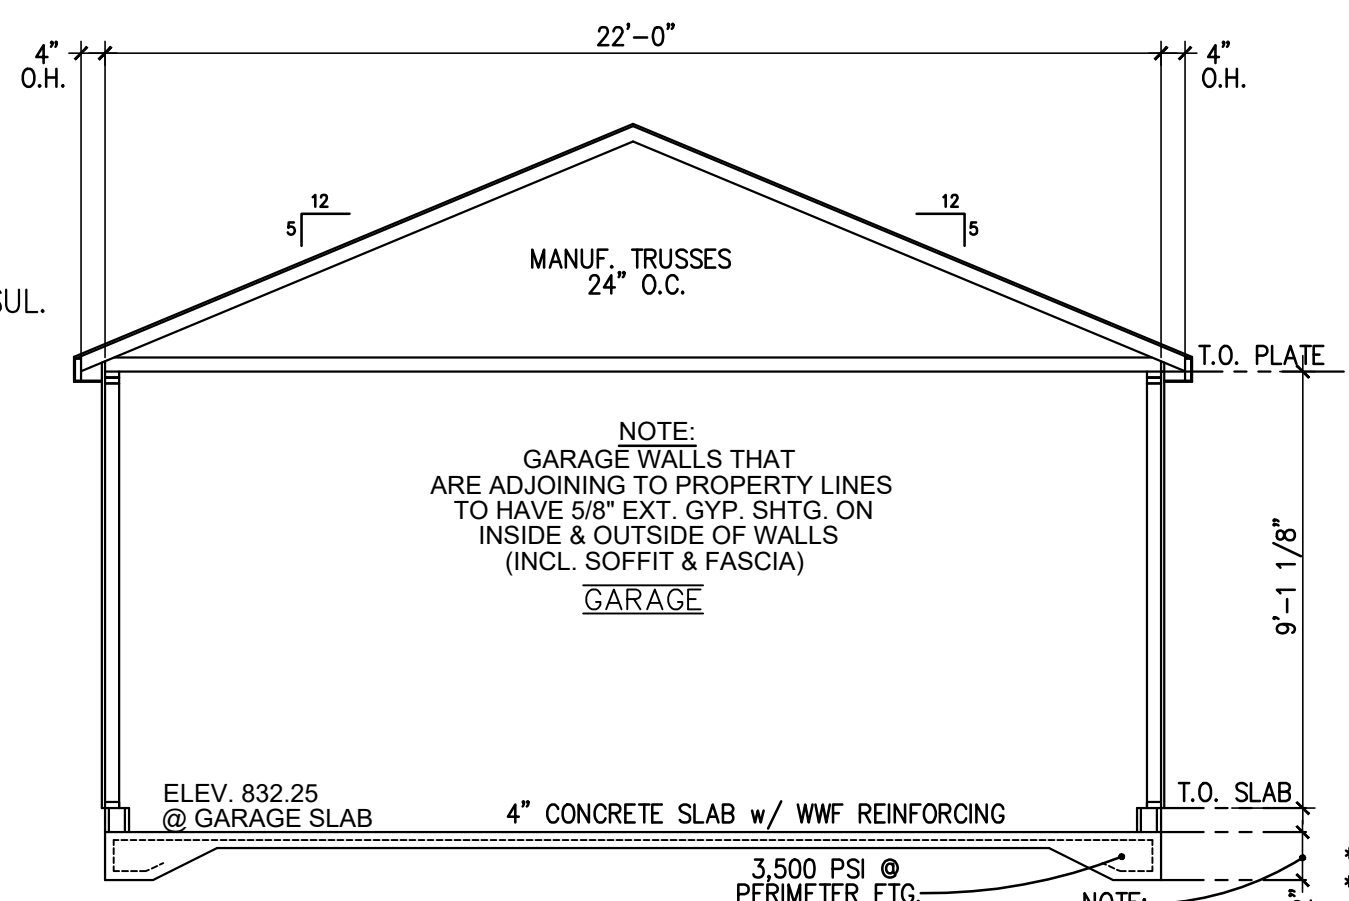 22'-0"
4"
O.H.
4"
O.H.
12
5
12
5
MANUF. TRUSSES
24" O.C.
SUL.
T.O. PLATE
NOTE:
GARAGE WALLS THAT
ARE ADJOINING TO PROPERTY LINES
TO HAVE 5/8" EXT. GYP. SHTG. ON
INSIDE & OUTSIDE OF WALLS
(INCL. SOFFIT & FASCIA)
GARAGE
9'-1 1/8"
ELEV. 832.25
@ GARAGE SLAB
4" CONCRETE SLAB w/ WWF REINFORCING
T.O. SLAB
3,500 PSI @
PERIMETER FTG.
NOTE:
*
*